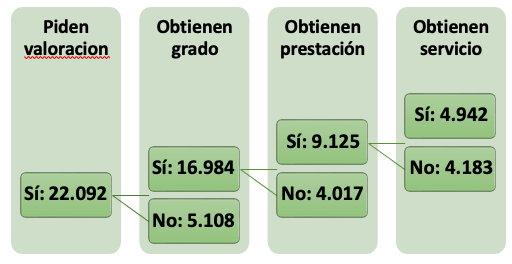 Piden
valoracion
Sí: 22.092
Obtienen
grado
Sí: 16.984
No: 5.108
Obtienen
prestación
Sí: 9.125
No: 4.017
Obtienen
servicio
Sí: 4.942
No: 4.183